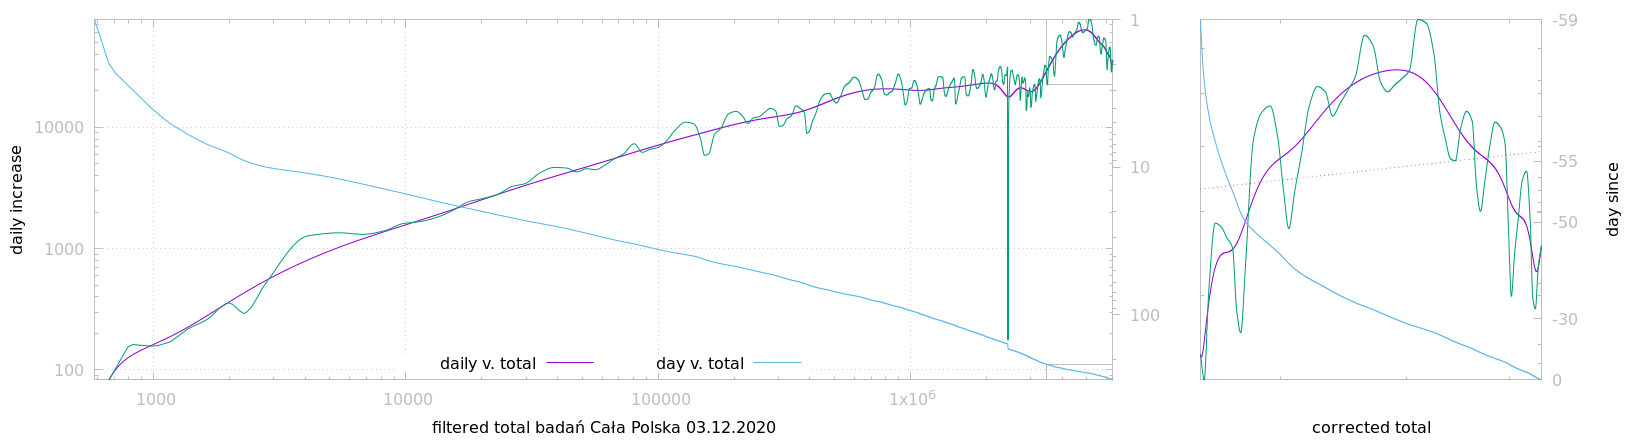 daily increase
10000
1000
100
1000
10000
100000
1x10^6
1
10
100
daily v. total
day v. total
filtered total badań Cała Polska 03.12.2020
-59
-55
-50
-30
0
day since
corrected total